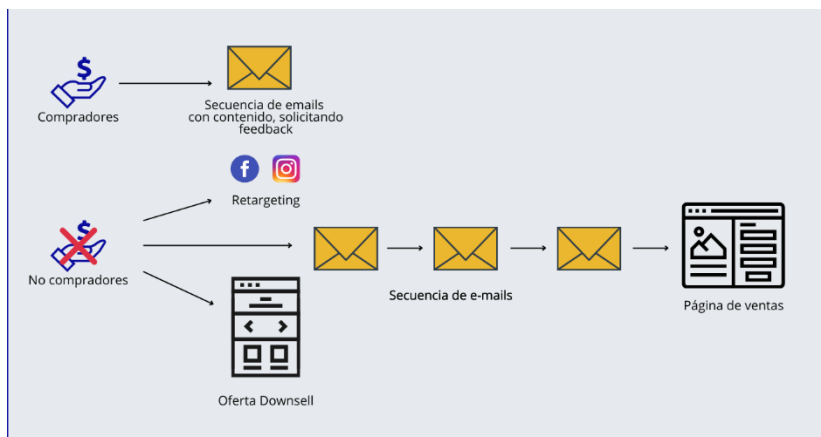 Compradores
Secuencia de emails
con contenido, solicitando
feedback
Retargeting
No compradores
Secuencia de e-mails
Página de ventas
Oferta Downsell